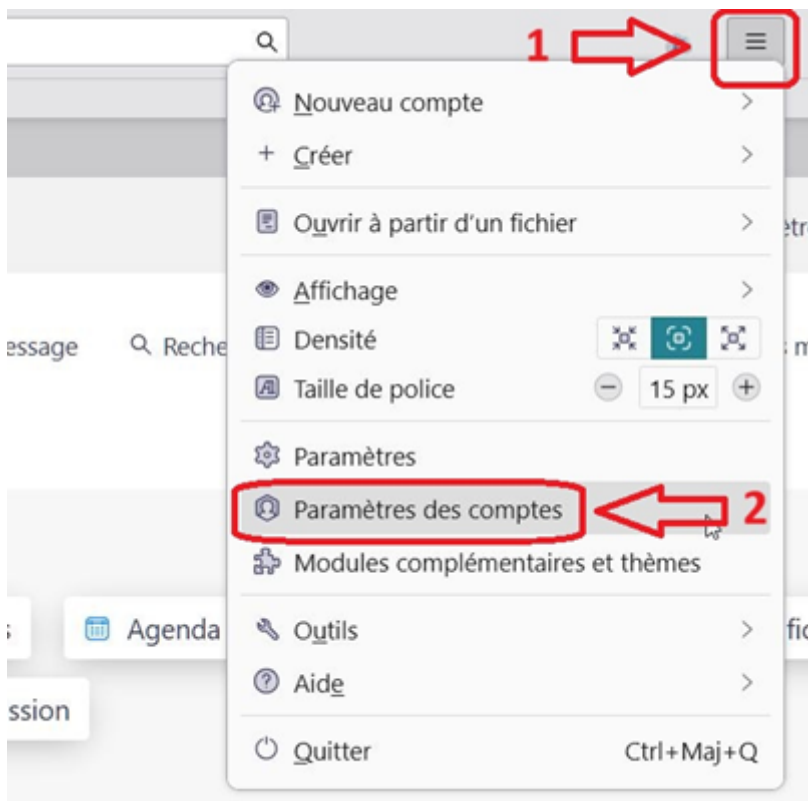 1
Nouveau compte
Créer
Ouvrir à partir d'un fichier
Affichage
essage Reche
Densité
Taille de police 15 px
Paramètres
Paramètres des comptes 2
Modules complémentaires et thèmes
Agenda
Outils
Aide
ssion
Quitter Ctrl+Maj+Q